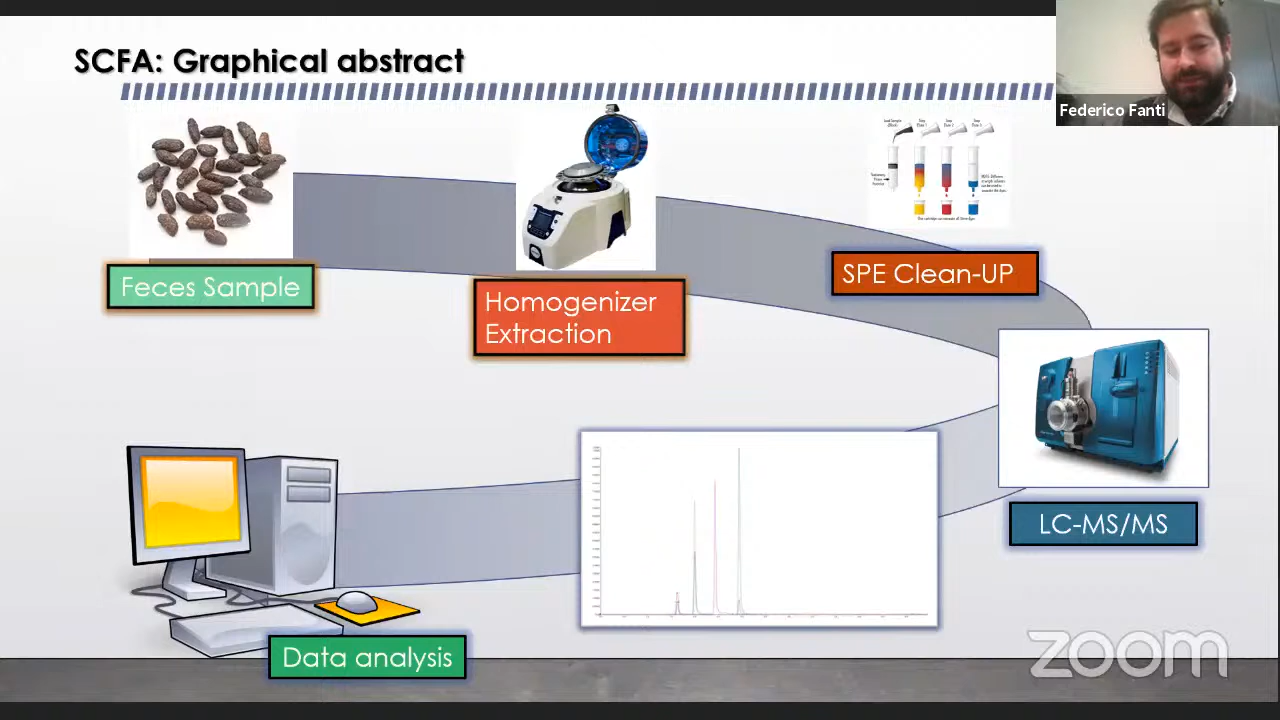 SCFA: Graphical abstract
Federico Fanti
Feces Sample
Homogenizer
Extraction
SPE Clean-UP
LC-MS/MS
Data analysis
zoom